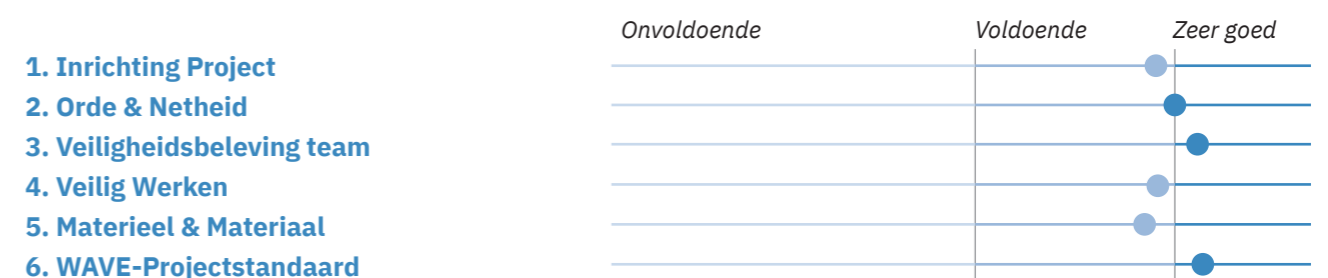 Onvoldoende Voldoende Zeer goed
1. Inrichting Project
2. Orde & Netheid
3. Veiligheidsbeleving team
4. Veilig Werken
5. Materieel & Materiaal
6. WAVE-Projectstandaard